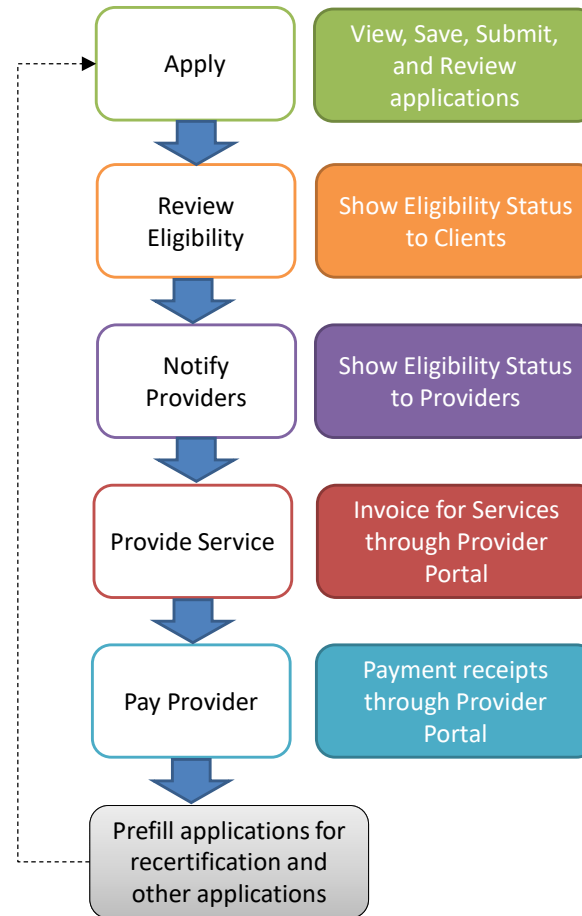 Apply
View, Save, Submit,
and Review
applications
Review
Eligibility
Show Eligibility Status
to Clients
Notify
Providers
Show Eligibility Status
to Providers
Provide Service
Invoice for Services
through Provider
Portal
Pay Provider
Payment receipts
through Provider
Portal
Prefill applications for
recertification and
other applications